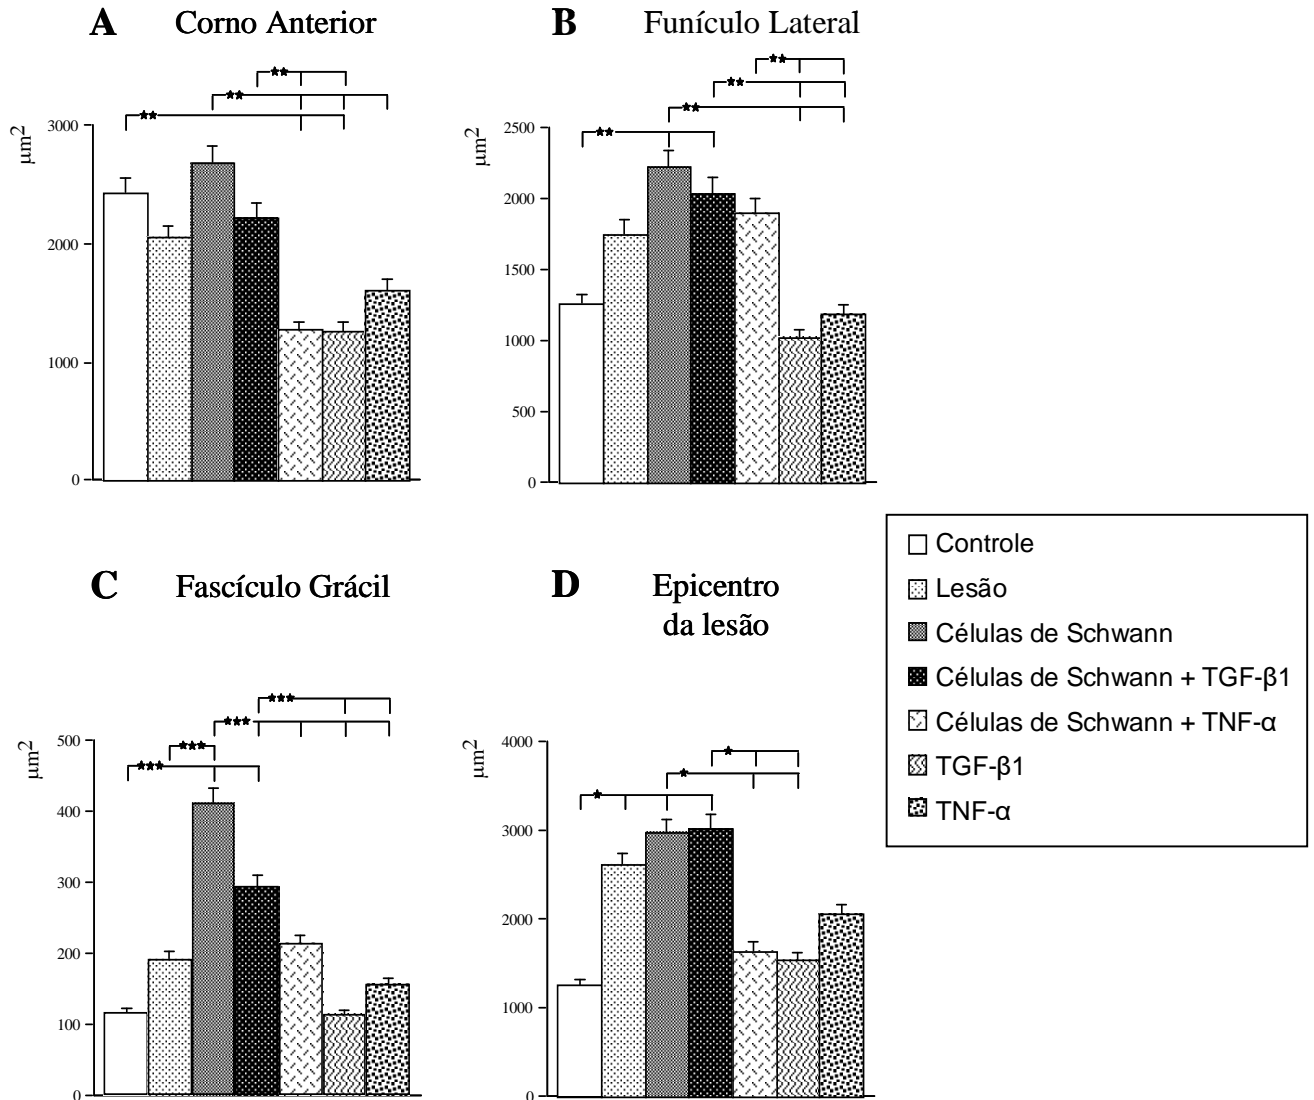 A Corno Anterior
**
**
**
μm2
3000
2000
1000
0
B Funículo Lateral
**
**
**
**
μm2
2500
2000
1500
1000
500
0
C Fascículo Grácil
***
***
***
***
μm2
500
400
300
200
100
0
D Epicentro
da lesão
*
*
*
μm2
4000
3000
2000
1000
0
Controle
Lesão
Células de Schwann
Células de Schwann + TGF-β1
Células de Schwann + TNF-α
TGF-β1
TNF-α